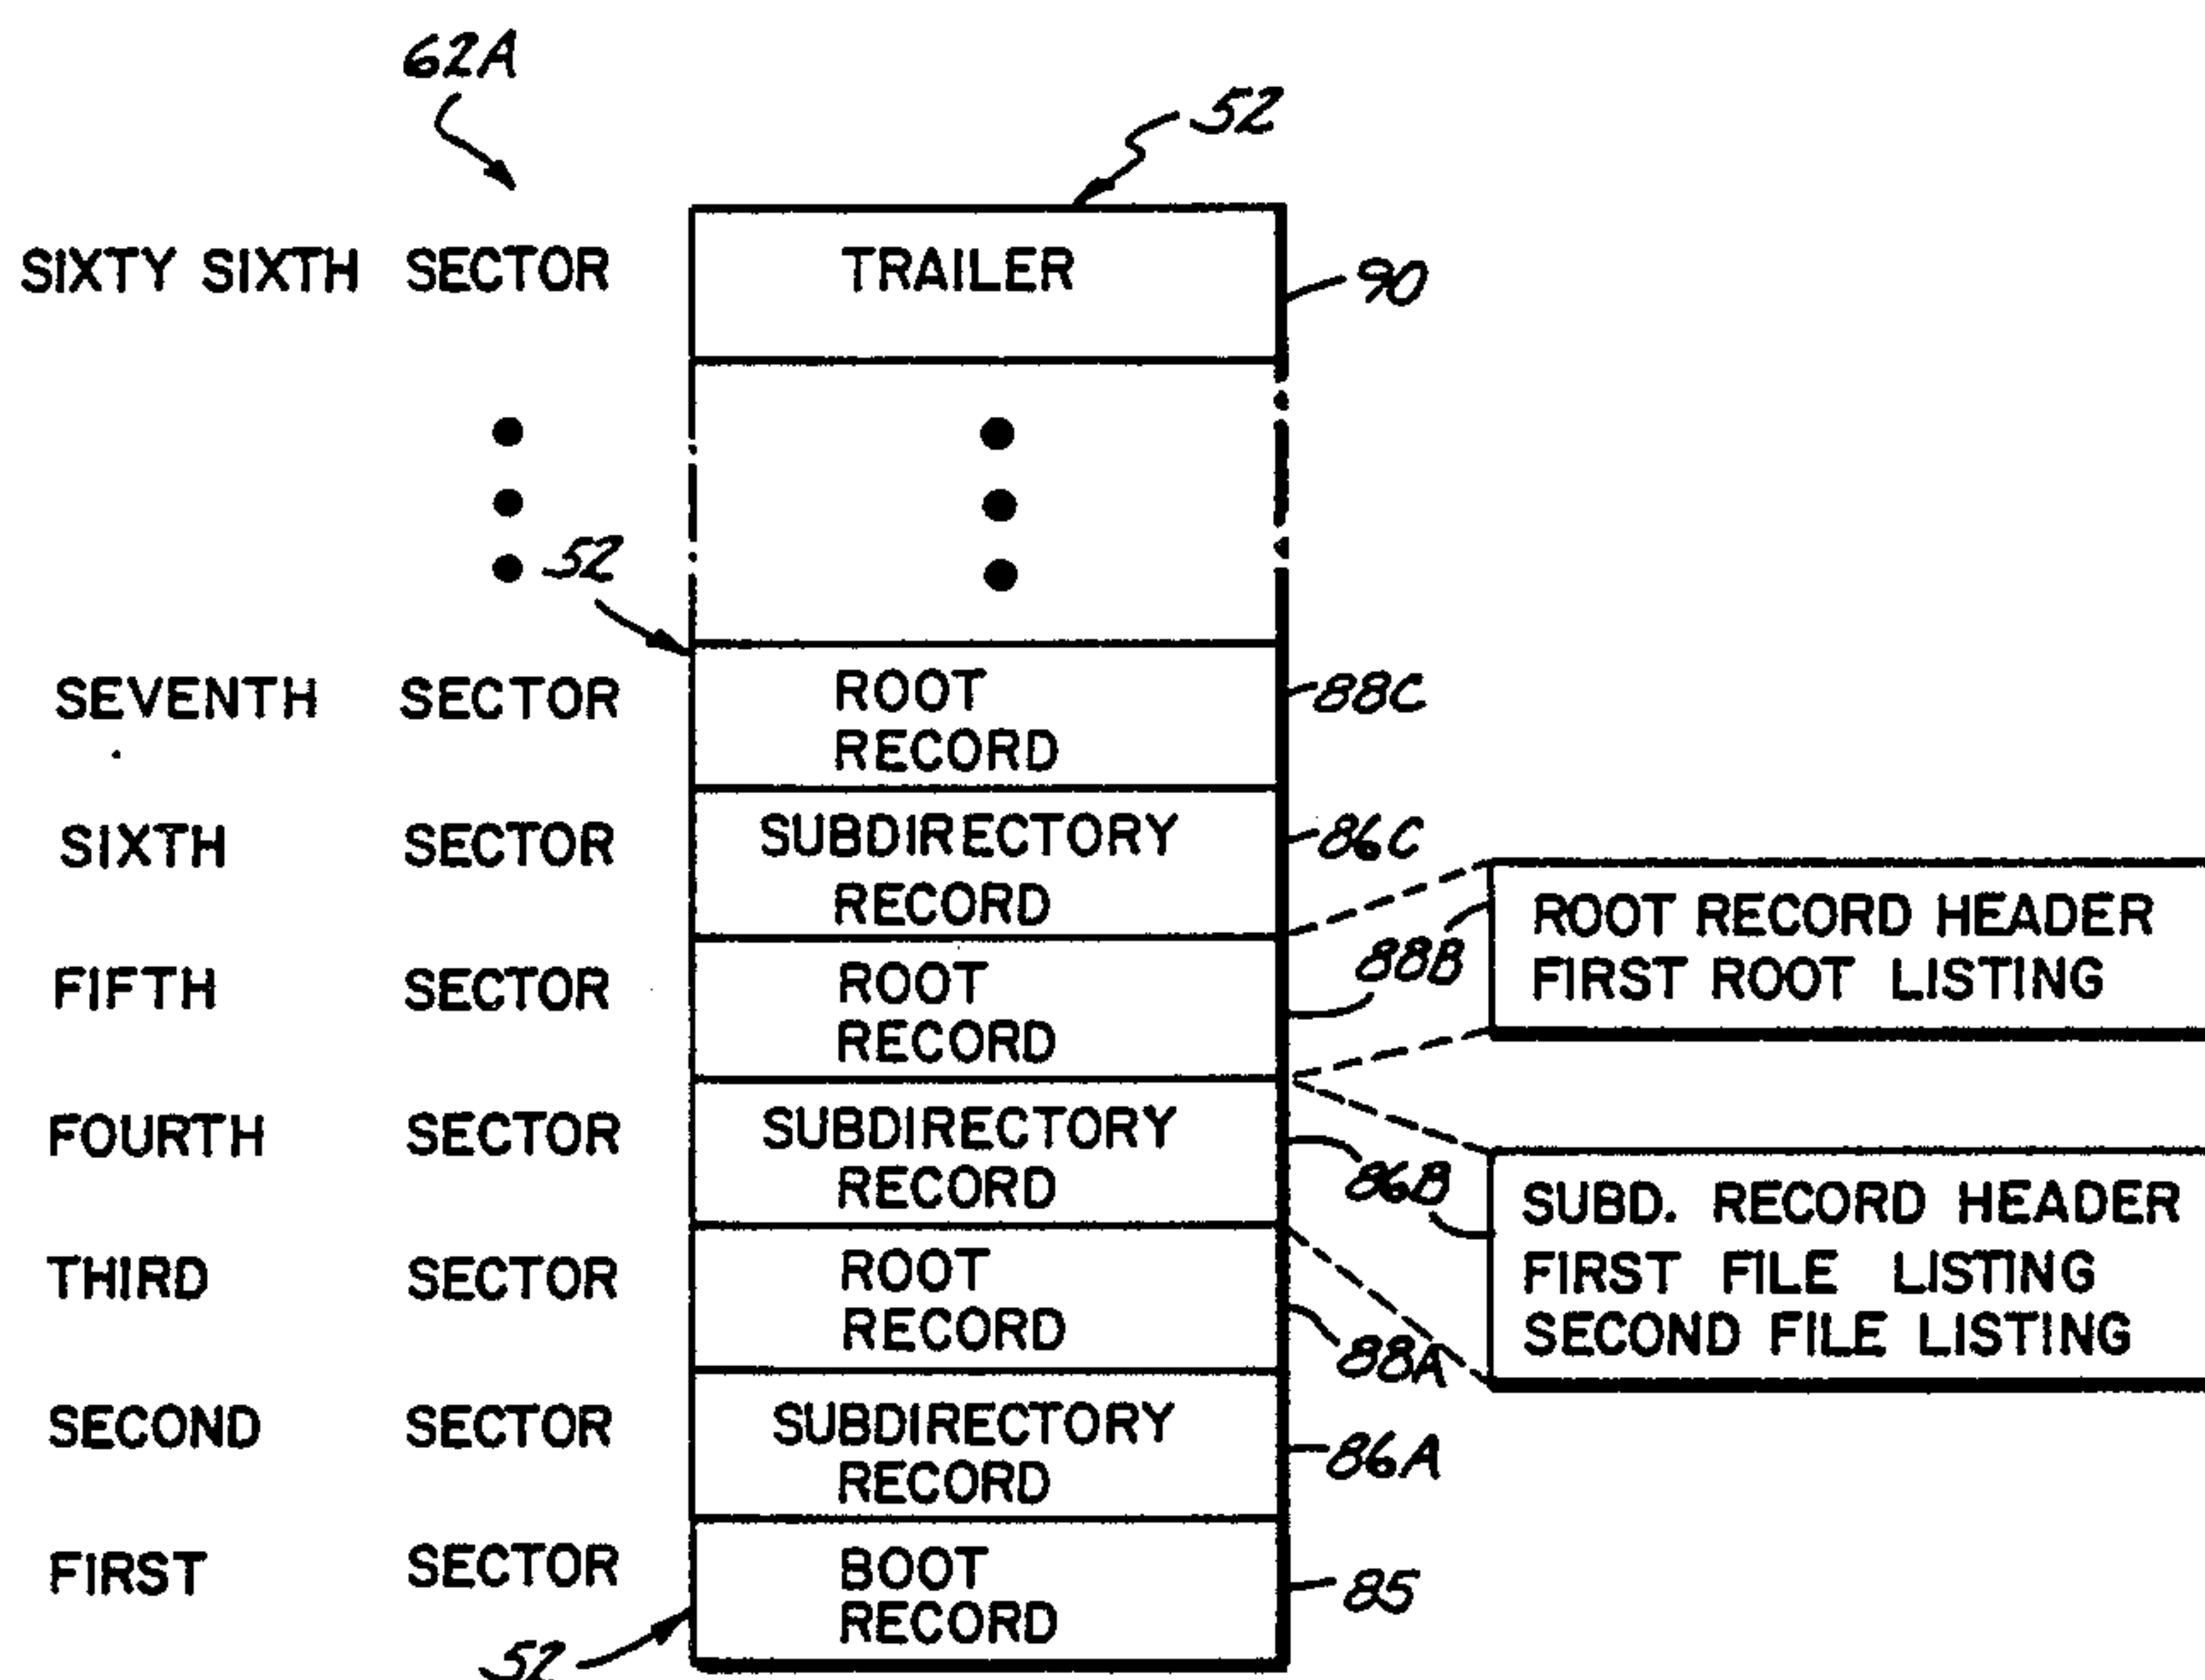 62A
52
SIXTY SIXTH SECTOR TRAILER 90
52
SEVENTH SECTOR ROOT RECORD 88C
SIXTH SECTOR SUBDIRECTORY RECORD 86C
FIFTH SECTOR ROOT RECORD 88B
ROOT RECORD HEADER
FIRST ROOT LISTING
FOURTH SECTOR SUBDIRECTORY RECORD 86B
SUBD. RECORD HEADER
FIRST FILE LISTING
SECOND FILE LISTING
THIRD SECTOR ROOT RECORD 88A
SECOND SECTOR SUBDIRECTORY RECORD 86A
FIRST SECTOR BOOT RECORD 85
52